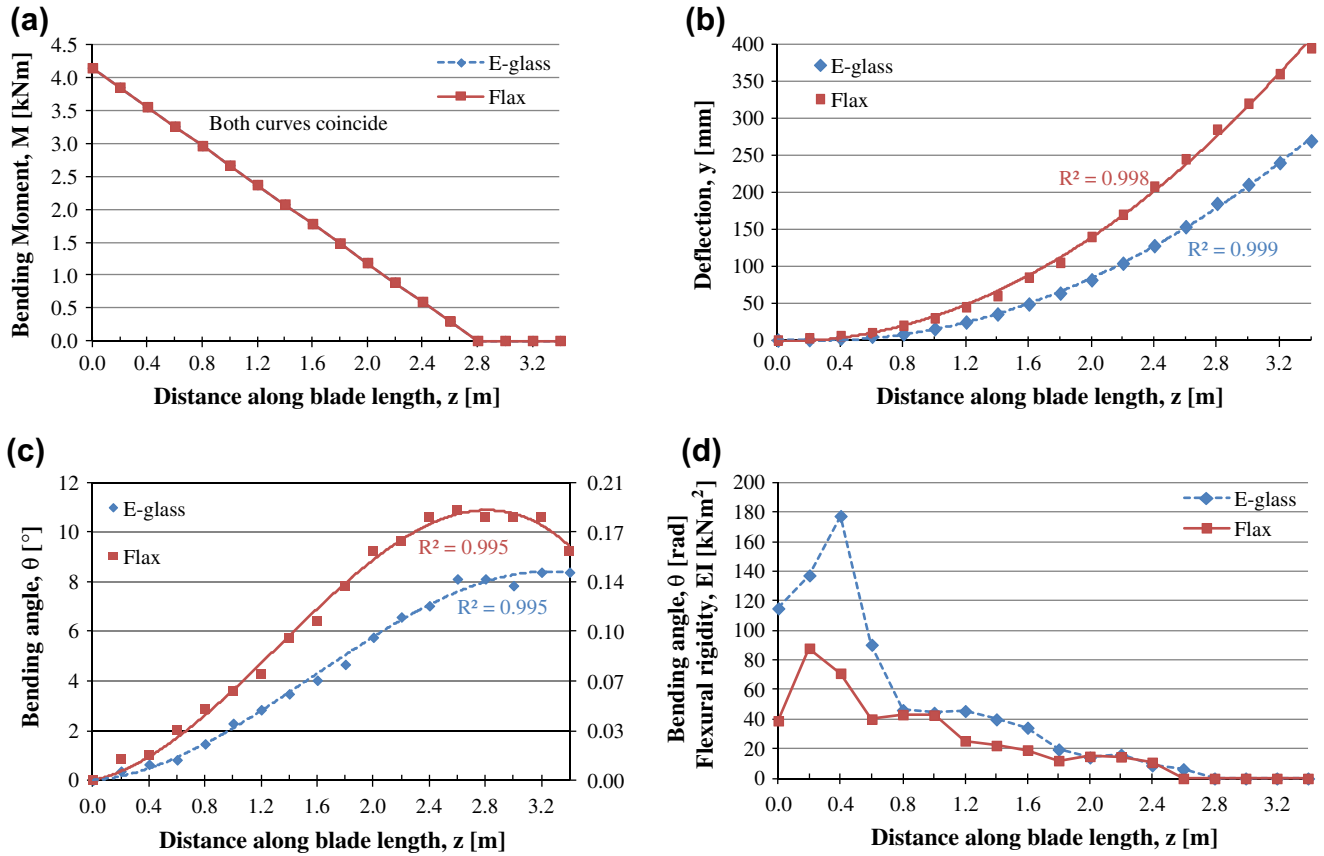 (a)
Bending Moment, M [kNm]
4.5
4.0
3.5
3.0
2.5
2.0
1.5
1.0
0.5
0.0
E-glass
Flax
Both curves coincide
0.0 0.4 0.8 1.2 1.6 2.0 2.4 2.8 3.2
Distance along blade length, z [m]
(b)
Deflection, y [mm]
400
350
300
250
200
150
100
50
0
E-glass
Flax
R² = 0.998
R² = 0.999
0.0 0.4 0.8 1.2 1.6 2.0 2.4 2.8 3.2
Distance along blade length, z [m]
(c)
Bending angle, θ [°]
12
10
8
6
4
2
0
E-glass
Flax
R² = 0.995
R² = 0.995
0.21
0.17
0.14
0.10
0.07
0.03
0.00
0.0 0.4 0.8 1.2 1.6 2.0 2.4 2.8 3.2
Distance along blade length, z [m]
(d)
Bending angle, θ [rad]
Flexural rigidity, EI [kNm²]
200
180
160
140
120
100
80
60
40
20
0
E-glass
Flax
0.0 0.4 0.8 1.2 1.6 2.0 2.4 2.8 3.2
Distance along blade length, z [m]